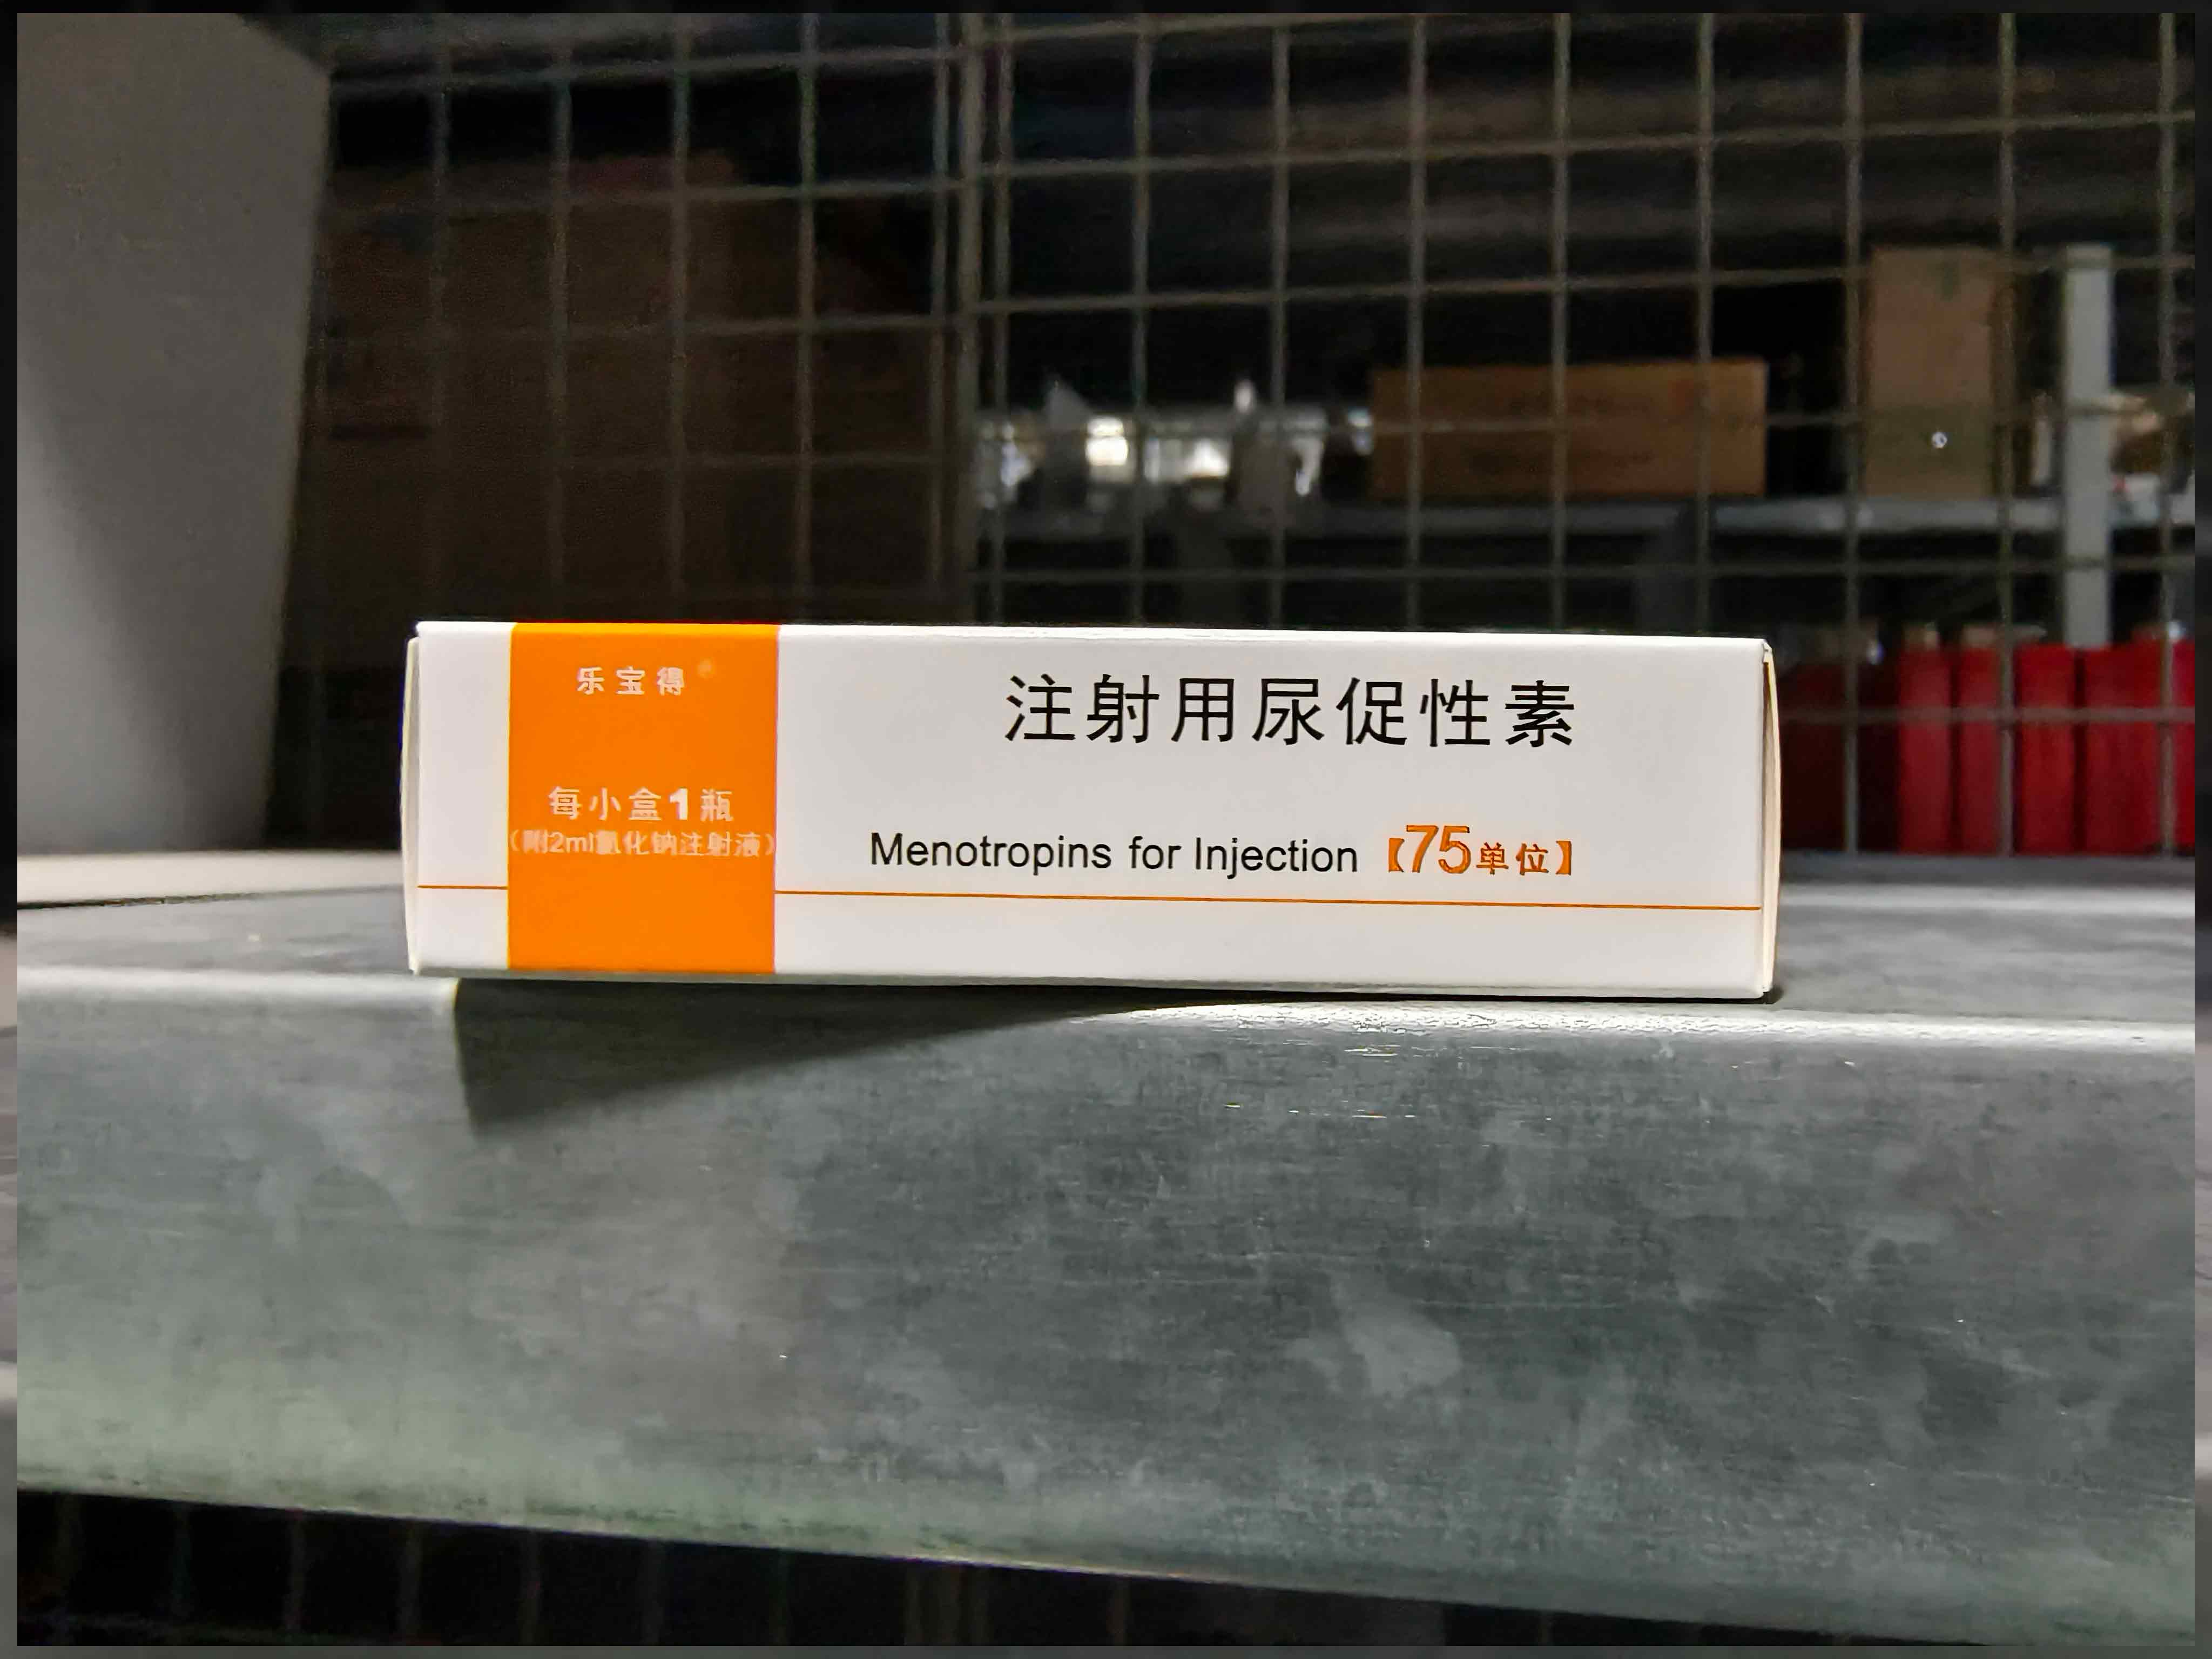 乐宝得
每小盒1瓶
(附2ml氯化钠注射液)
注射用尿促性素
Menotropins for Injection 【75单位】